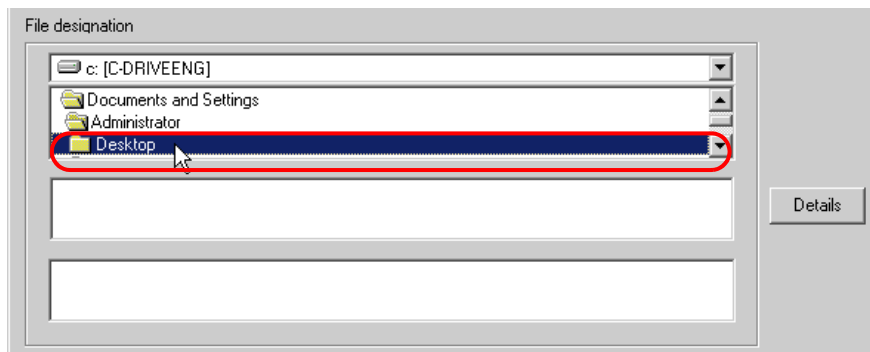 File designation
c: [C-DRIVEENG]
Documents and Settings
Administrator
Desktop
Details